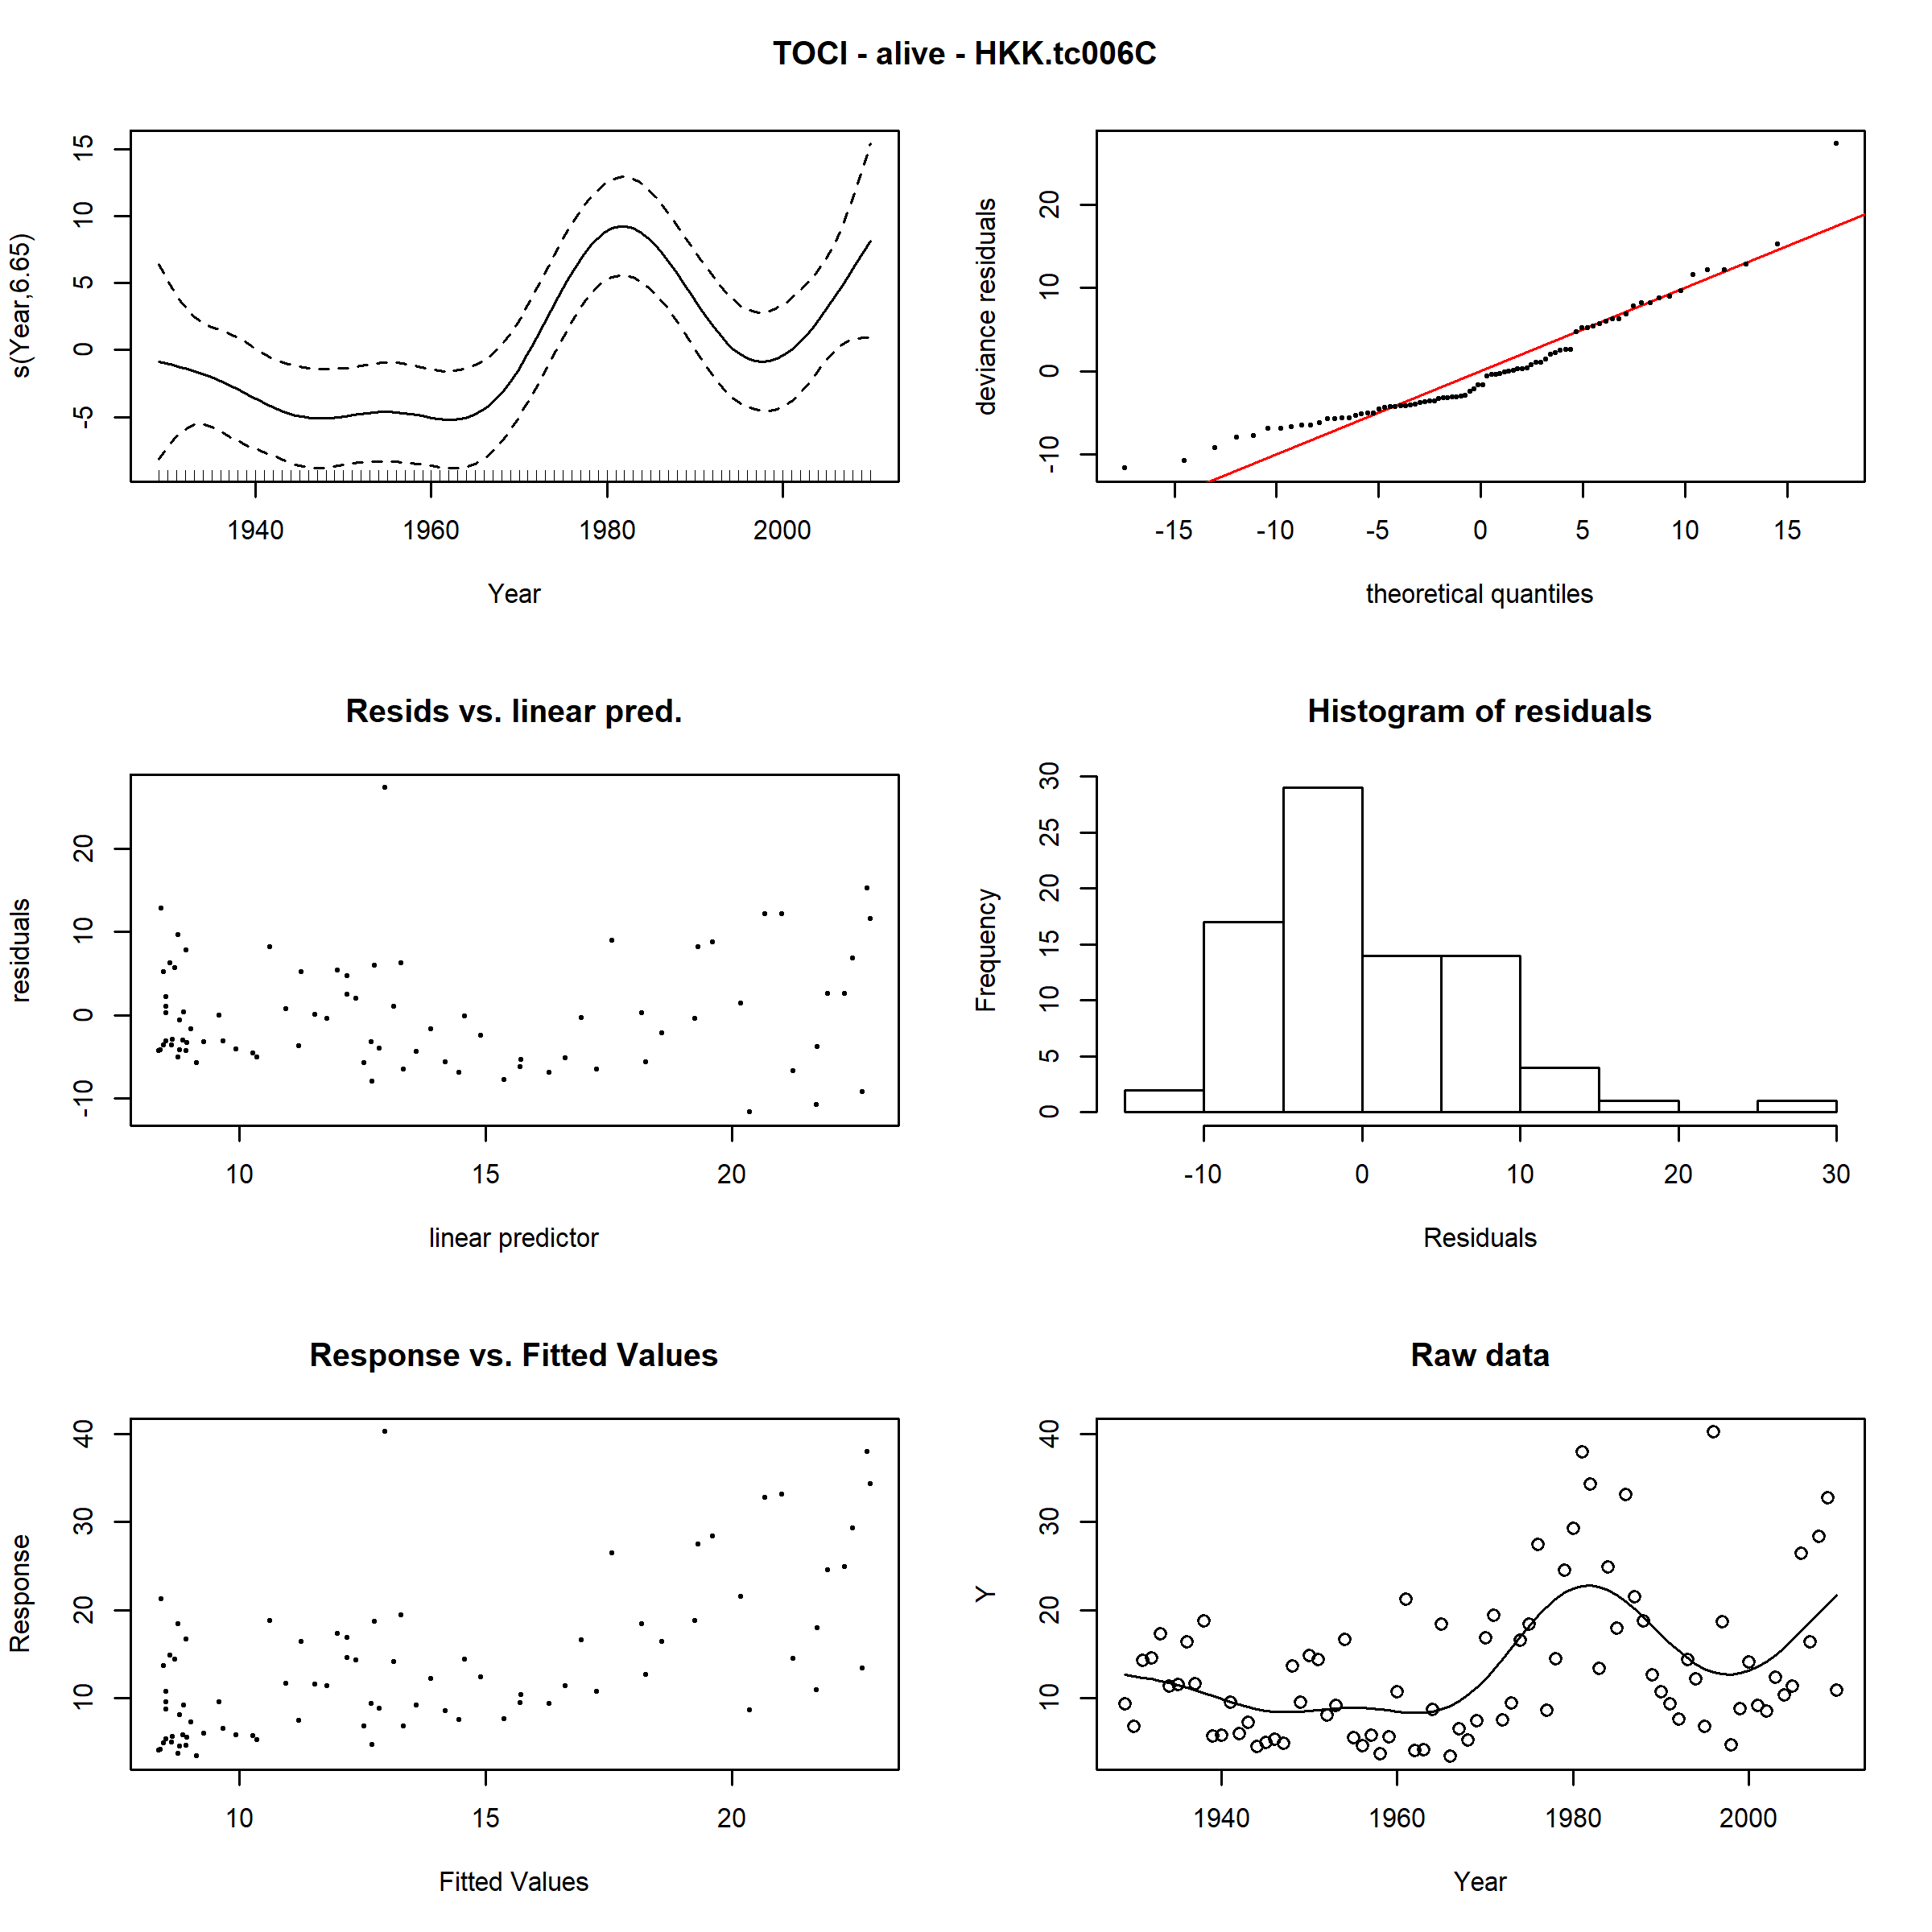 TOCI - alive - HKK.tc006C
s(Year,6.65)
15
10
5
0
-5
1940 1960 1980 2000
Year
deviance residuals
20
10
0
-10
-15 -10 -5 0 5 10 15
theoretical quantiles
Resids vs. linear pred.
residuals
20
10
0
-10
10 15 20
linear predictor
Histogram of residuals
Frequency
30
25
20
15
10
5
0
-10 0 10 20 30
Residuals
Response vs. Fitted Values
Response
40
30
20
10
10 15 20
Fitted Values
Raw data
Y
40
30
20
10
1940 1960 1980 2000
Year